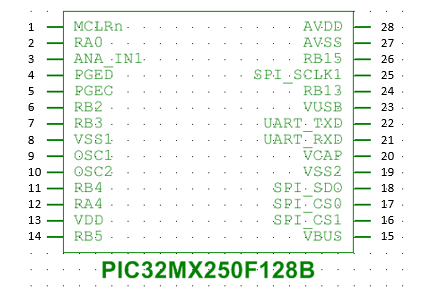 1 MCLRn AVDD 28
2 RA0 AVSS 27
3 ANA_IN1 RB15 26
4 PGED SPI_SCLK1 25
5 PGEC RB13 24
6 RB2 VUSB 23
7 RB3 UART_TXD 22
8 VSS1 UART_RXD 21
9 OSC1 VCAP 20
10 OSC2 VSS2 19
11 RB4 SPI_SDO 18
12 RA4 SPI_CS0 17
13 VDD SPI_CS1 16
14 RB5 VBUS 15
PIC32MX250F128B